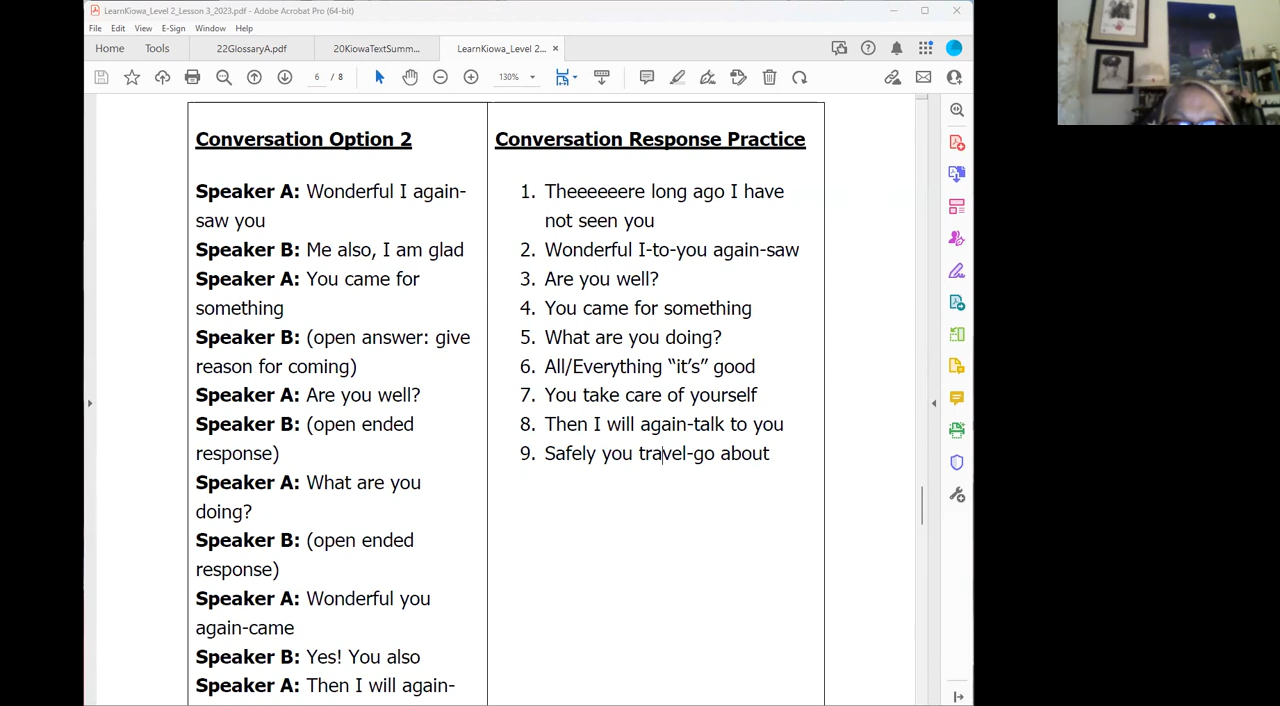 LearnKiowa_Level 2_Lesson 3_2023.pdf - Adobe Acrobat Pro (64-bit)
File Edit View E-Sign Window Help
Home Tools 22GlossaryA.pdf 20KiowaTextSumm... LearnKiowa_Level 2... ×
6 / 8 130%
Conversation Option 2
Speaker A: Wonderful I again-
saw you
Speaker B: Me also, I am glad
Speaker A: You came for
something
Speaker B: (open answer: give
reason for coming)
Speaker A: Are you well?
Speaker B: (open ended
response)
Speaker A: What are you
doing?
Speaker B: (open ended
response)
Speaker A: Wonderful you
again-came
Speaker B: Yes! You also
Speaker A: Then I will again-
Conversation Response Practice
1. Theeeeeere long ago I have
not seen you
2. Wonderful I-to-you again-saw
3. Are you well?
4. You came for something
5. What are you doing?
6. All/Everything “it’s” good
7. You take care of yourself
8. Then I will again-talk to you
9. Safely you travel-go about